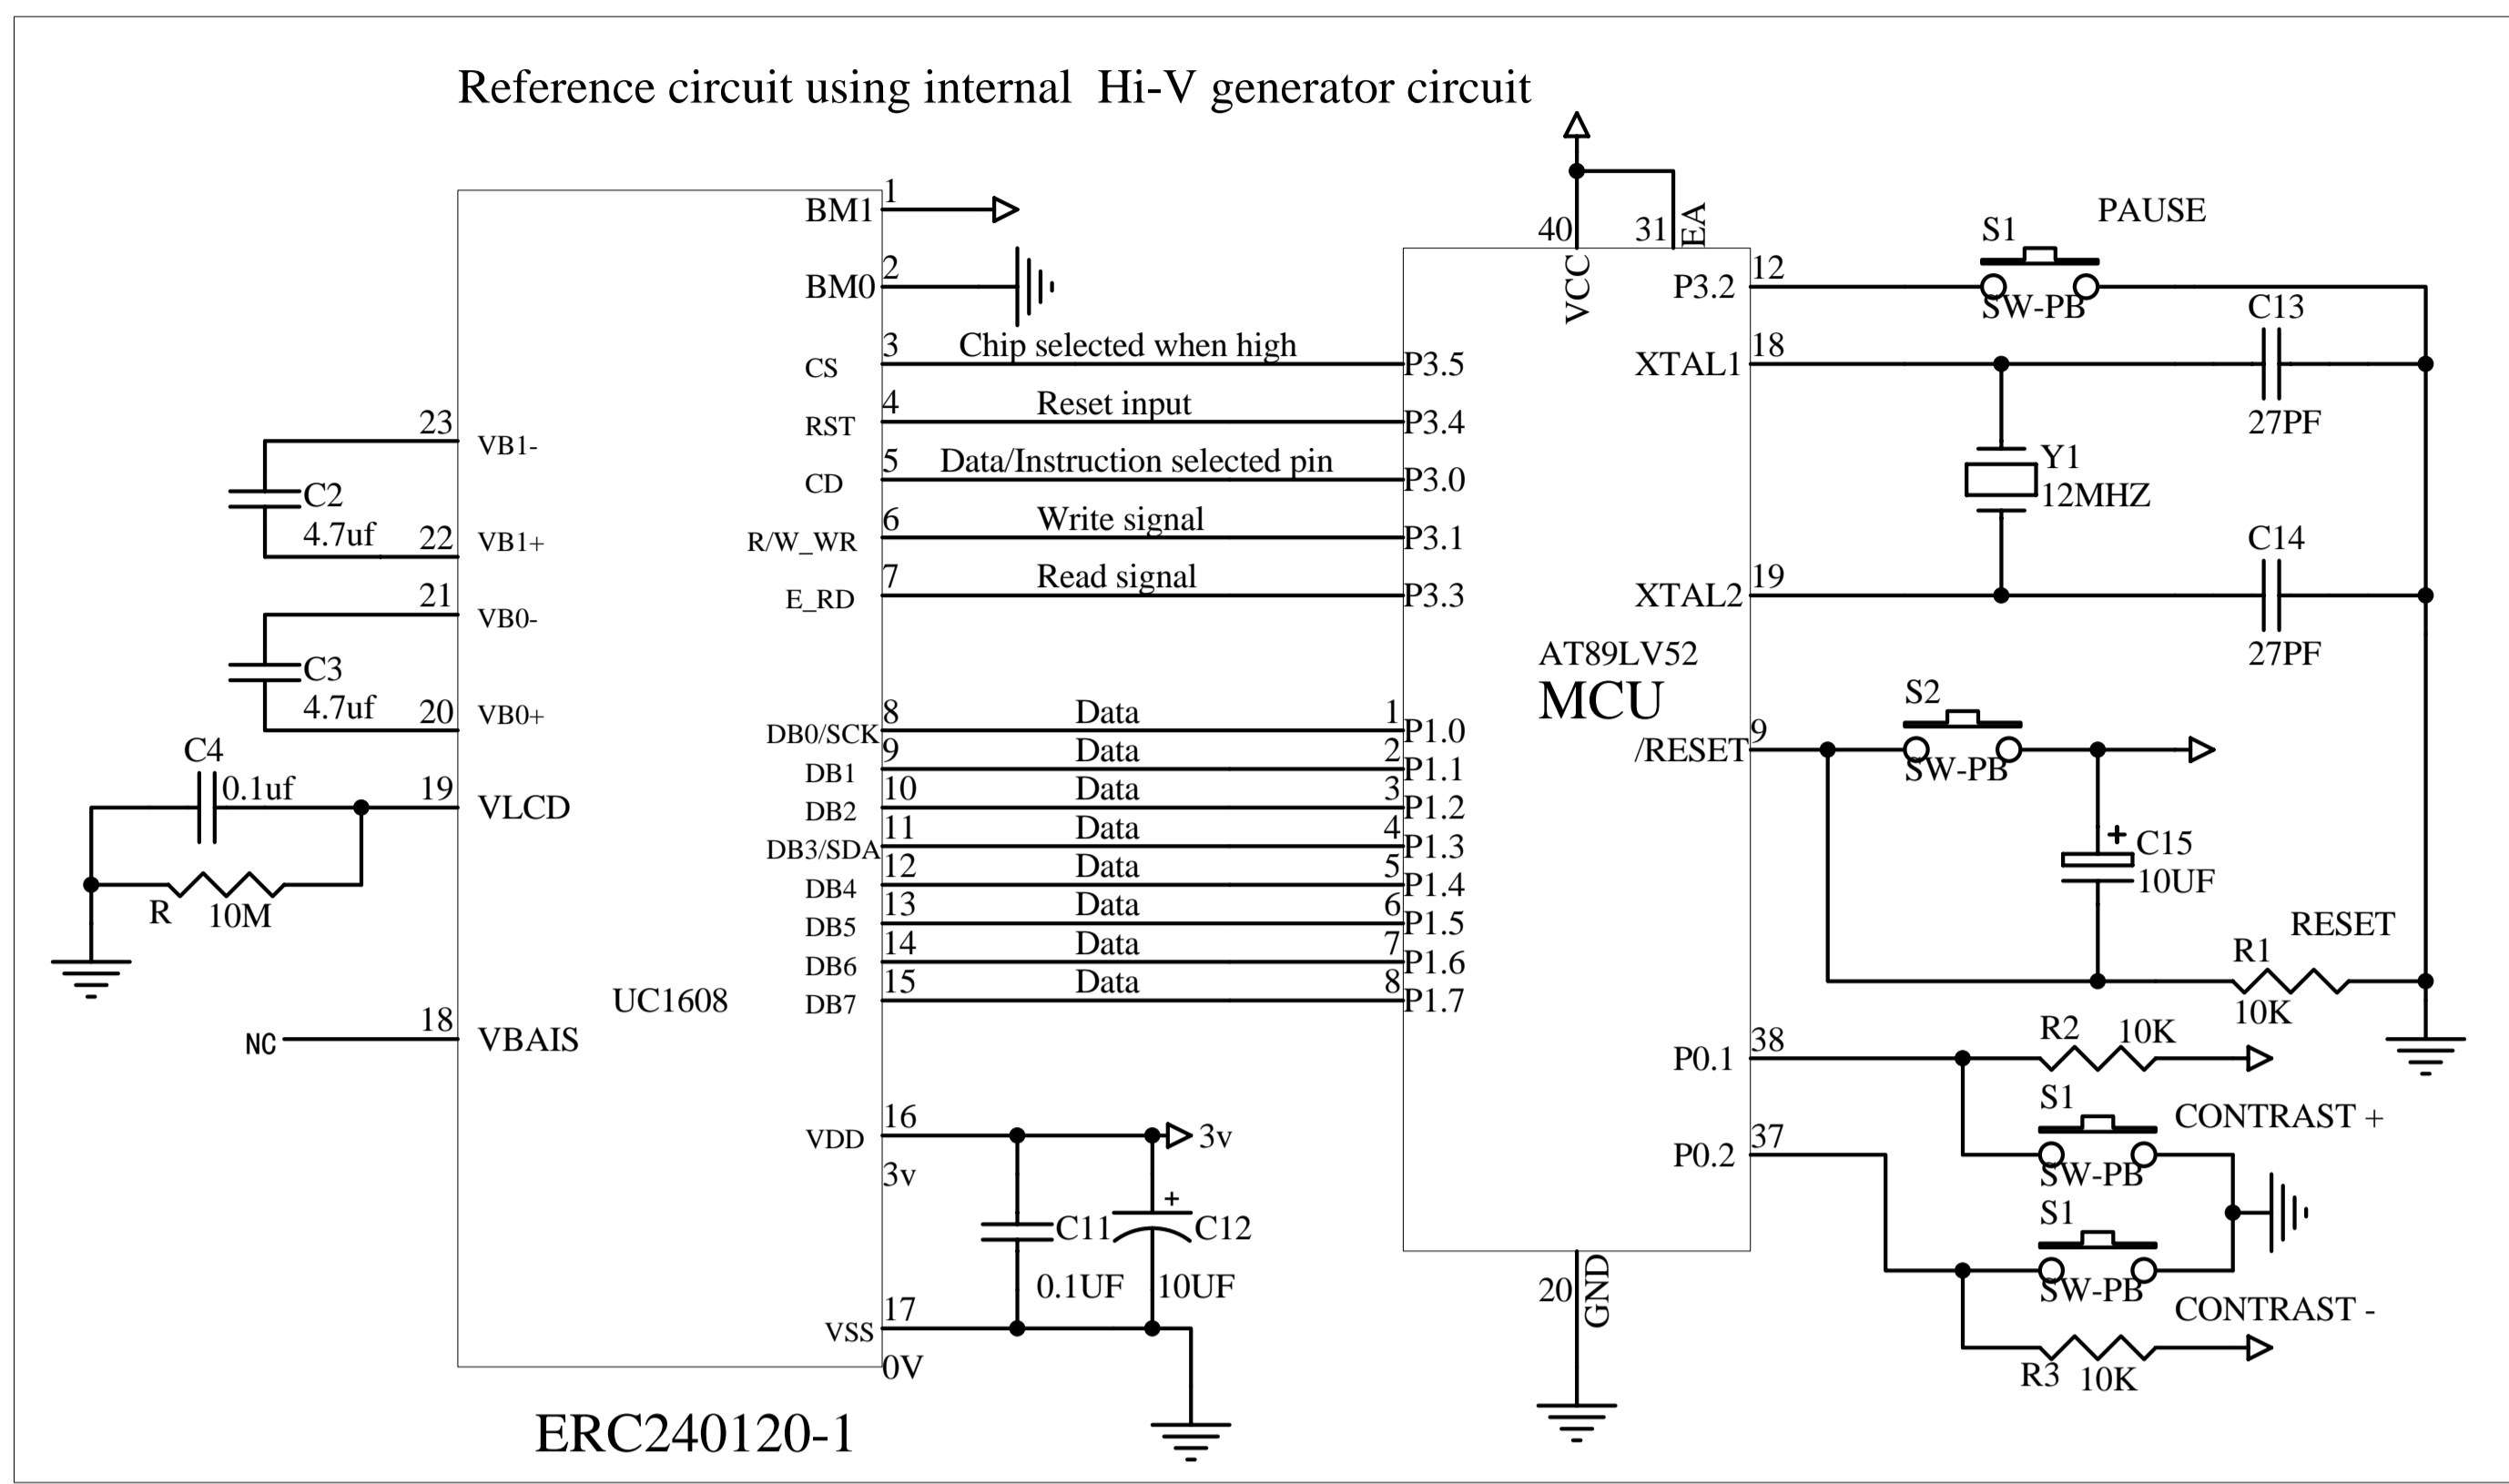 Reference circuit using internal Hi-V generator circuit
BM1 1
BM0 2
CS 3 Chip selected when high P3.5
RST 4 Reset input P3.4
CD 5 Data/Instruction selected pin P3.0
R/W_WR 6 Write signal P3.1
E_RD 7 Read signal P3.3
DB0/SCK 8 Data 1 P1.0
DB1 9 Data 2 P1.1
DB2 10 Data 3 P1.2
DB3/SDA 11 Data 4 P1.3
DB4 12 Data 5 P1.4
DB5 13 Data 6 P1.5
DB6 14 Data 7 P1.6
DB7 15 Data 8 P1.7
VDD 16 3v
3v
C11 C12
0.1UF 10UF
VSS 17
0V
23 VB1-
C2
4.7uf 22 VB1+
21 VB0-
C3
4.7uf 20 VB0+
C4
0.1uf 19 VLCD
R 10M
NC 18 VBAIS
UC1608
ERC240120-1
40 31 EA
VCC
AT89LV52
MCU
20 GND
P3.2 12
S1 PAUSE
SW-PB
XTAL1 18
C13
27PF
Y1
12MHZ
XTAL2 19
C14
27PF
/RESET 9
S2
SW-PB
+ C15
10UF
RESET
R1
10K
P0.1 38
R2 10K
S1 CONTRAST +
SW-PB
P0.2 37
S1
SW-PB
CONTRAST -
R3 10K